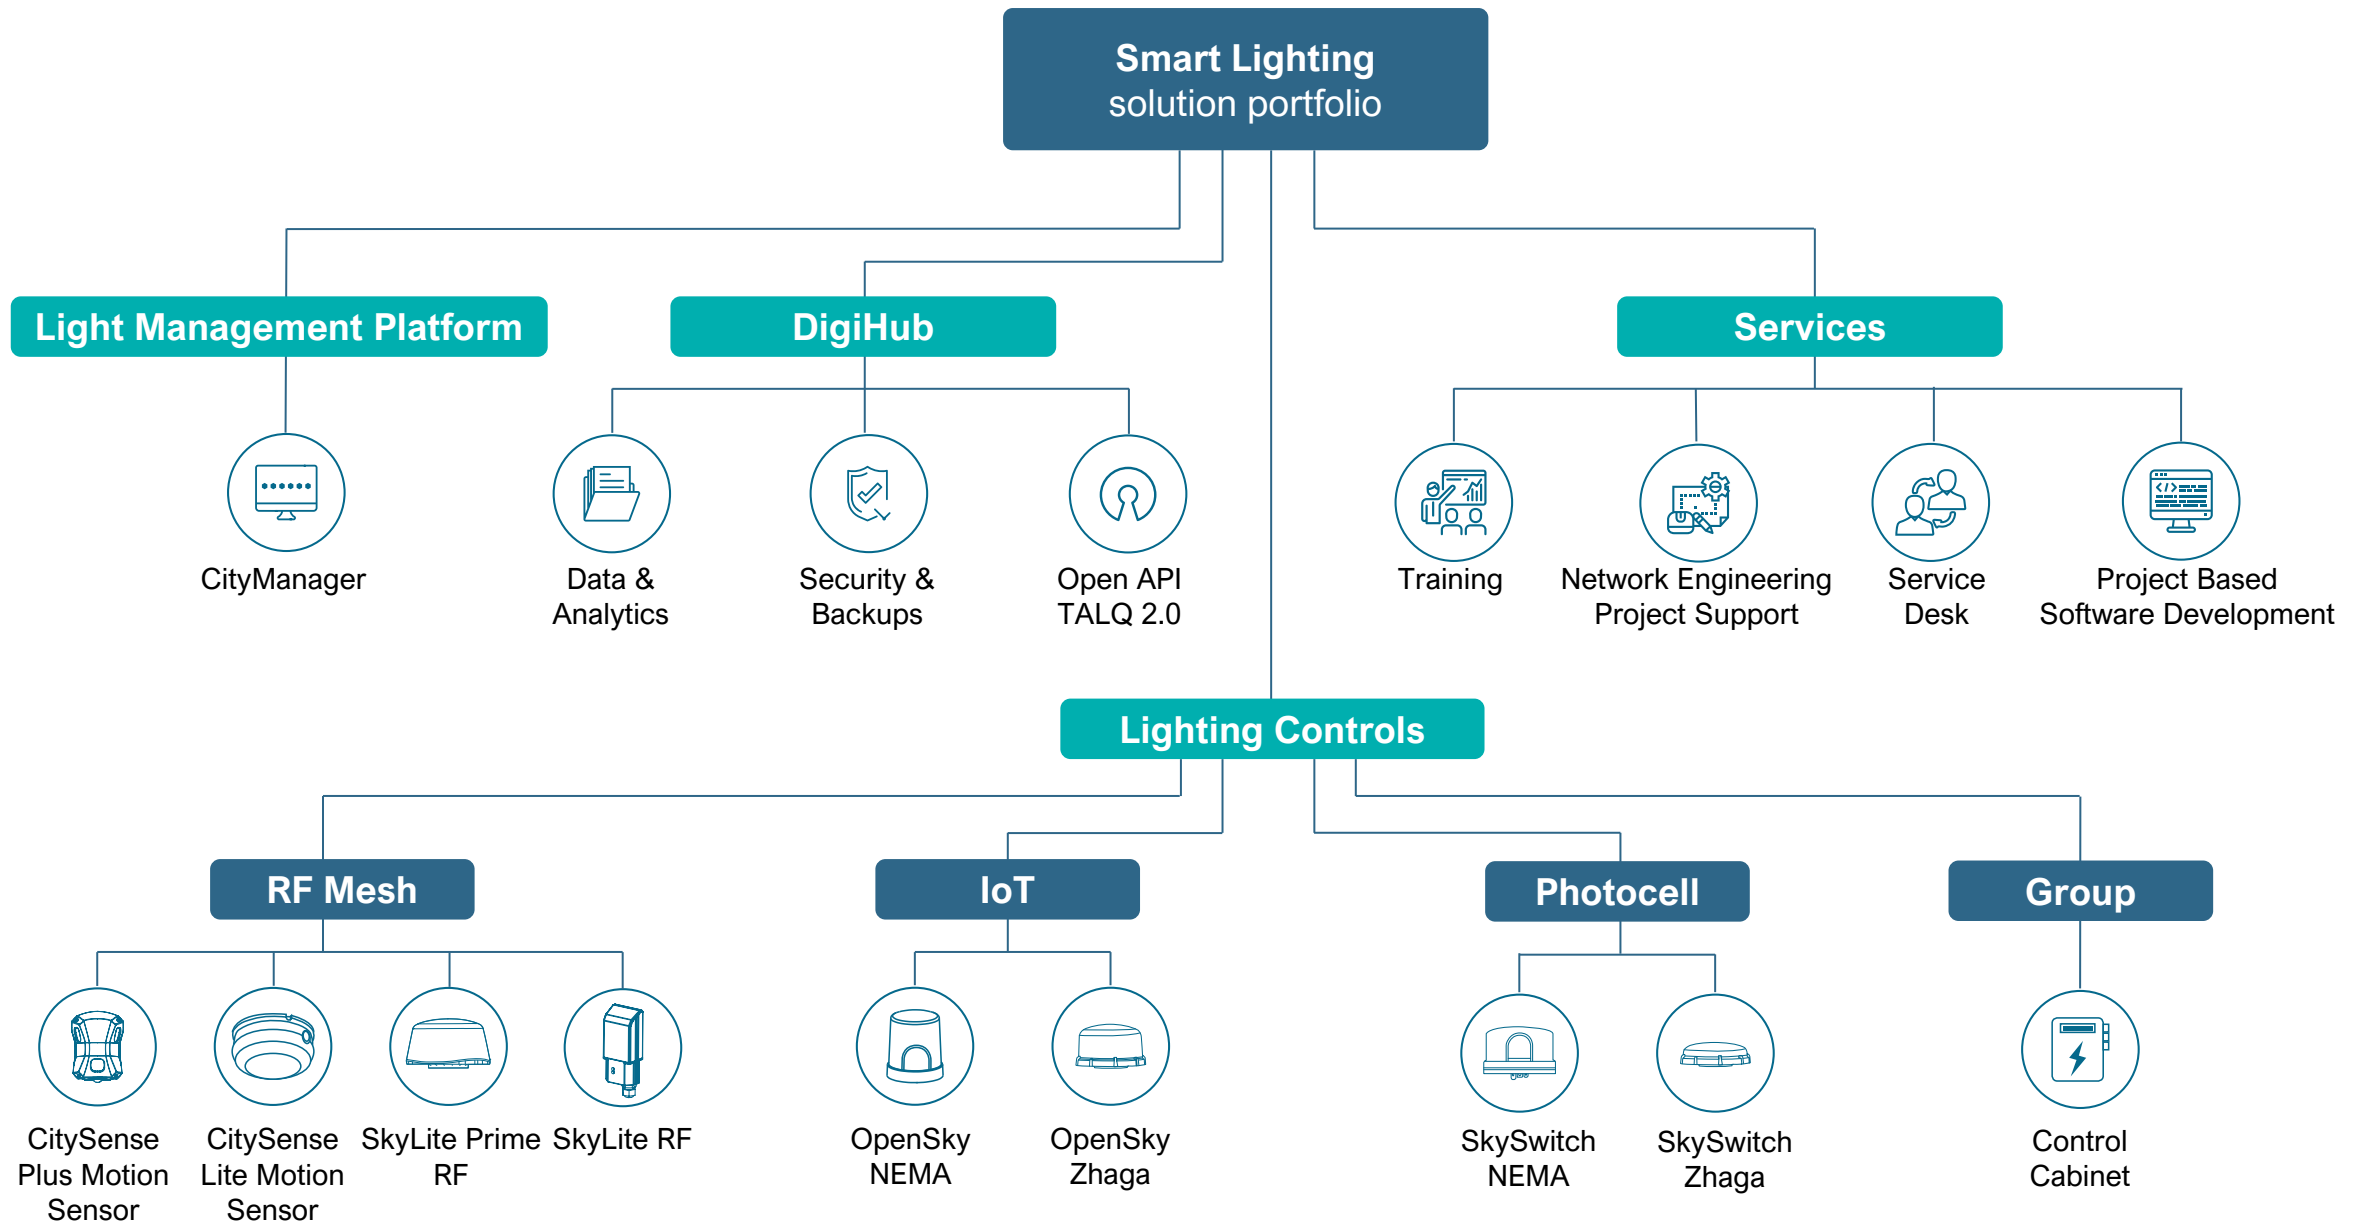 Smart Lighting
solution portfolio
Light Management Platform
DigiHub
Services
CityManager
Data &
Analytics
Security &
Backups
Open API
TALQ 2.0
Training
Network Engineering
Project Support
Service
Desk
Project Based
Software Development
Lighting Controls
RF Mesh
IoT
Photocell
Group
CitySense
Plus Motion
Sensor
CitySense
Lite Motion
Sensor
SkyLite Prime
RF
SkyLite RF
OpenSky
NEMA
OpenSky
Zhaga
SkySwitch
NEMA
SkySwitch
Zhaga
Control
Cabinet